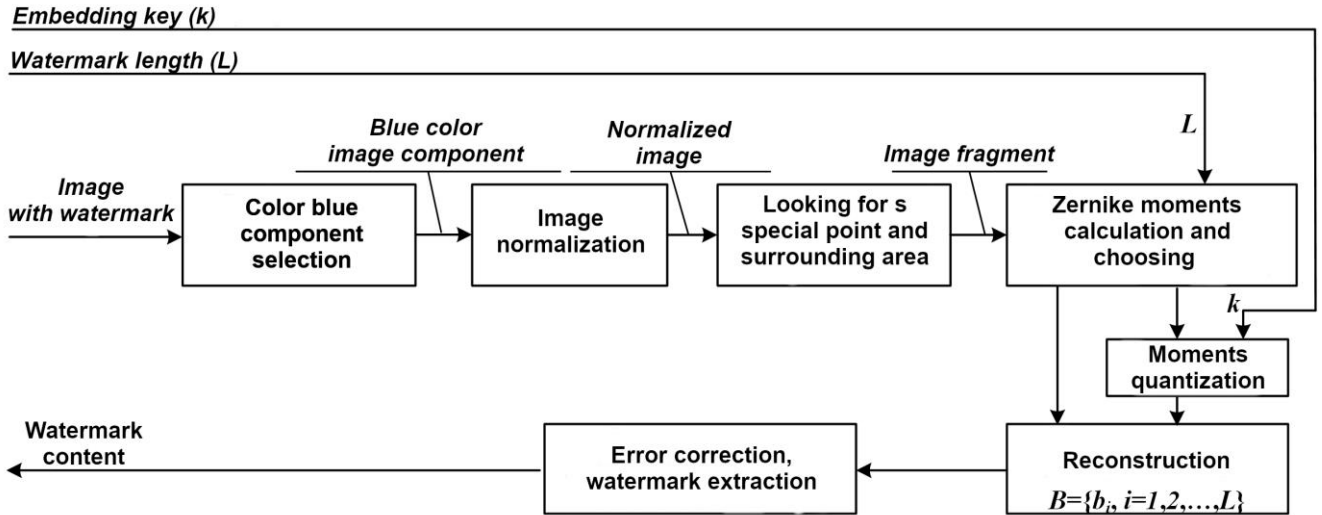 Embedding key (k)
Watermark length (L)
Blue color
image component
Normalized
image
Image fragment
L
Image
with watermark
Color blue
component
selection
Image
normalization
Looking for s
special point and
surrounding area
Zernike moments
calculation and
choosing
k
Moments
quantization
Watermark
content
Error correction,
watermark extraction
Reconstruction
B={bᵢ, i=1,2,…,L}